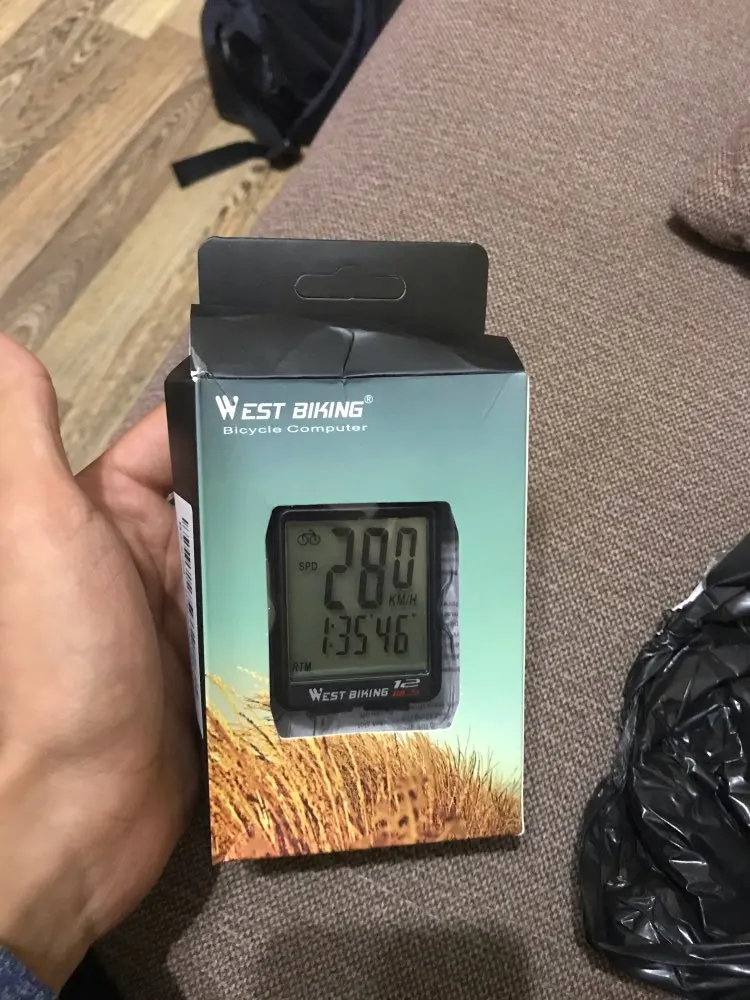 WEST BIKING®
Bicycle Computer
SPD
280
KM/H
1:35'46"
RTM
WEST BIKING 12